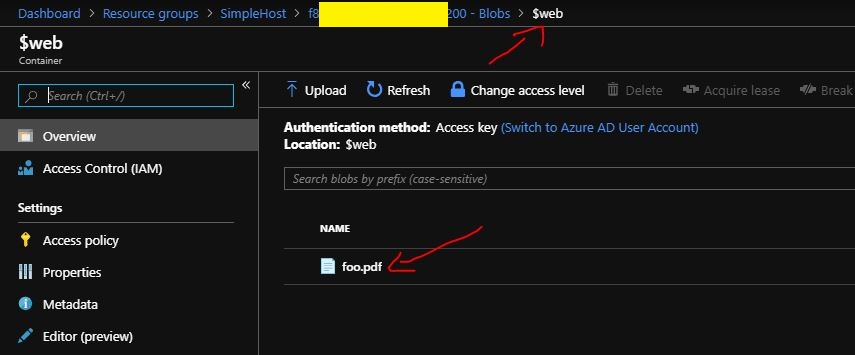 Dashboard > Resource groups > SimpleHost > f8 200 - Blobs > $web
$web
Container
«
Search (Ctrl+/)
Overview
Access Control (IAM)
Settings
Access policy
Properties
Metadata
Editor (preview)
Upload Refresh Change access level Delete Acquire lease Break
Authentication method: Access key (Switch to Azure AD User Account)
Location: $web
Search blobs by prefix (case-sensitive)
NAME
foo.pdf